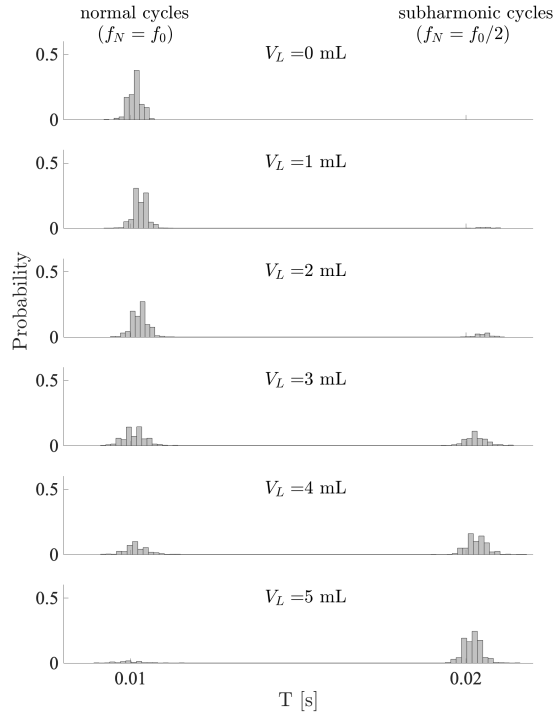 normal cycles
(f_N = f_0)
subharmonic cycles
(f_N = f_0/2)
V_L =0 mL
0.5
0
V_L =1 mL
0.5
0
V_L =2 mL
0.5
0
Probability
V_L =3 mL
0.5
0
V_L =4 mL
0.5
0
V_L =5 mL
0.5
0
0.01
0.02
T [s]